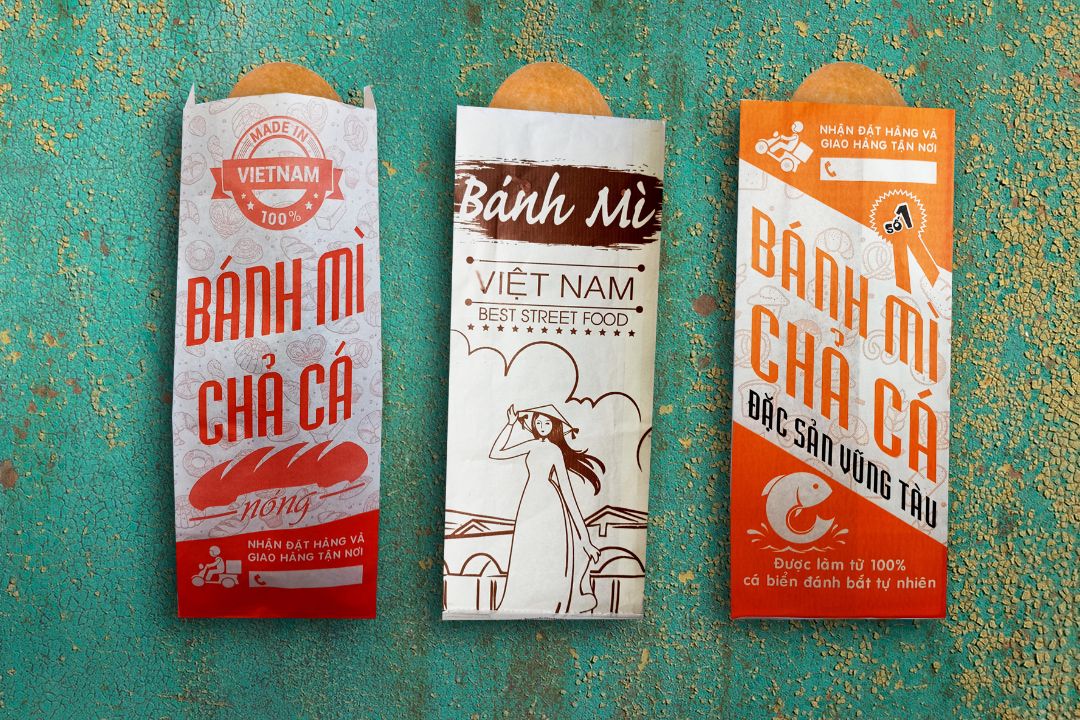 MADE IN
VIETNAM
100%
BÁNH MÌ
CHẢ CÁ
nóng
NHẬN ĐẶT HÀNG VÀ
GIAO HÀNG TẬN NƠI
Bánh Mì
VIỆT NAM
BEST STREET FOOD
NHẬN ĐẶT HÀNG VÀ
GIAO HÀNG TẬN NƠI
SỐ 1
BÁNH MÌ
CHẢ CÁ
ĐẶC SẢN VŨNG TÀU
Được làm từ 100%
cá biển đánh bắt tự nhiên